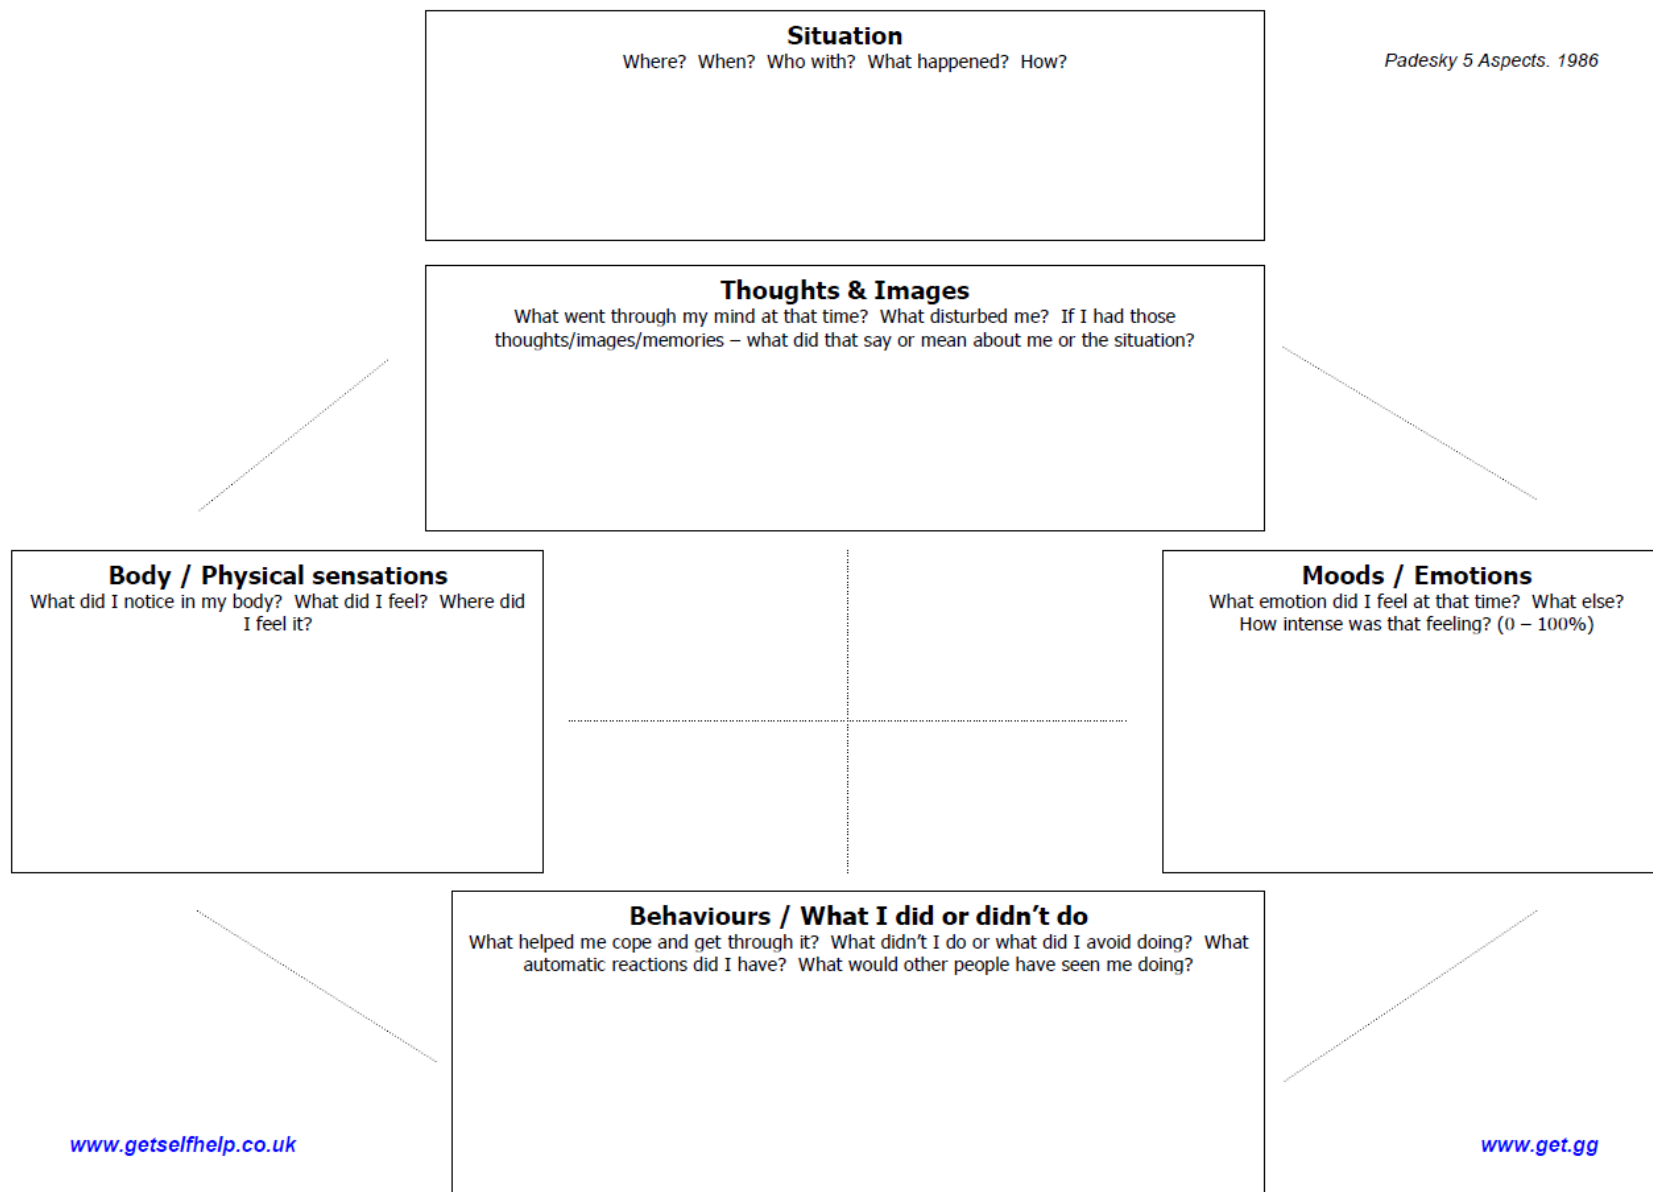 Situation
Where? When? Who with? What happened? How?
Padesky 5 Aspects. 1986
Thoughts & Images
What went through my mind at that time? What disturbed me? If I had those
thoughts/images/memories – what did that say or mean about me or the situation?
Body / Physical sensations
What did I notice in my body? What did I feel? Where did
I feel it?
Moods / Emotions
What emotion did I feel at that time? What else?
How intense was that feeling? (0 – 100%)
Behaviours / What I did or didn’t do
What helped me cope and get through it? What didn’t I do or what did I avoid doing? What
automatic reactions did I have? What would other people have seen me doing?
www.getselfhelp.co.uk
www.get.gg